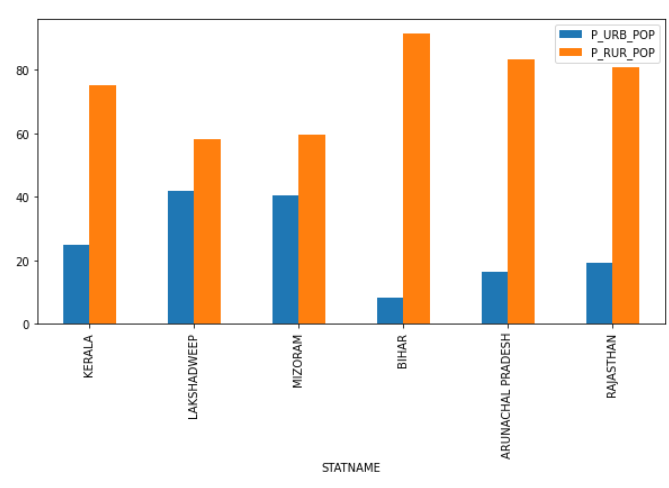 P_URB_POP
P_RUR_POP
80
60
40
20
0
KERALA
LAKSHADWEEP
MIZORAM
BIHAR
ARUNACHAL PRADESH
RAJASTHAN
STATNAME